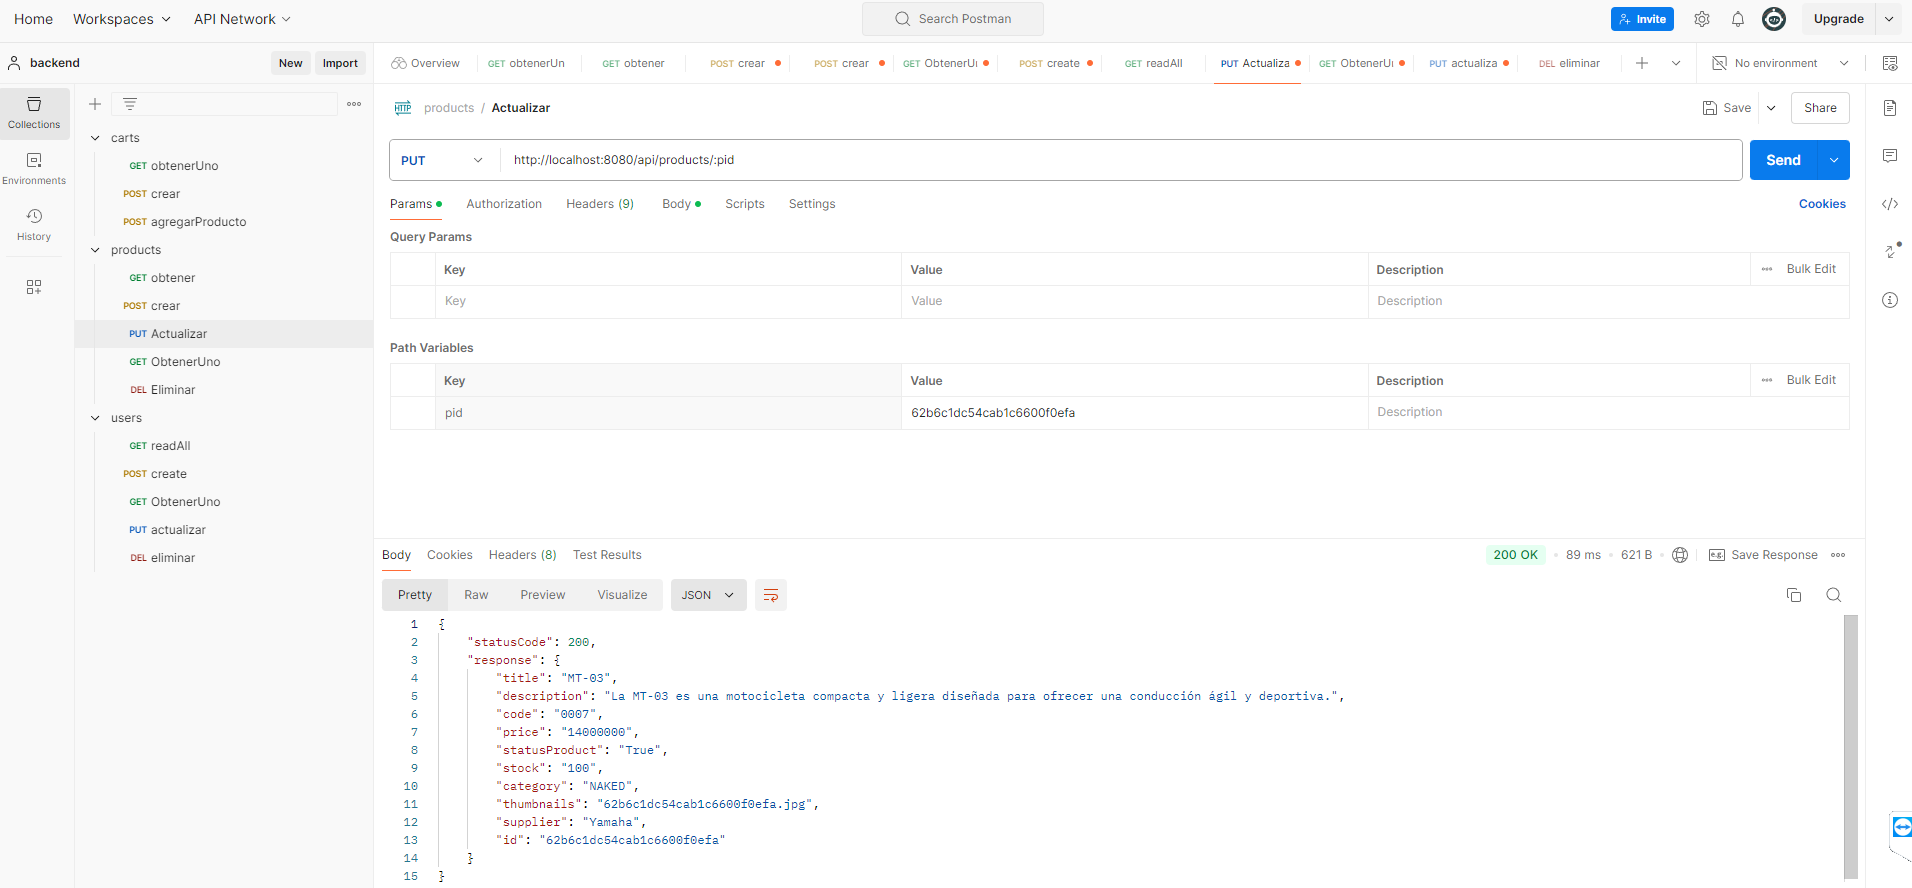 Home Workspaces API Network Search Postman Invite Upgrade
backend New Import Overview GET obtenerUn GET obtener POST crear POST crear GET ObtenerUı POST create GET readAll PUT Actualiza GET ObtenerUı PUT actualiza DEL eliminar No environment
Collections
Environments
History
carts
GET obtenerUno
POST crear
POST agregarProducto
products
GET obtener
POST crear
PUT Actualizar
GET ObtenerUno
DEL Eliminar
users
GET readAll
POST create
GET ObtenerUno
PUT actualizar
DEL eliminar
HTTP products / Actualizar Save Share
PUT http://localhost:8080/api/products/:pid Send
Params Authorization Headers (9) Body Scripts Settings Cookies
Query Params
Key Value Description Bulk Edit
Key Value Description
Path Variables
Key Value Description Bulk Edit
pid 62b6c1dc54cab1c6600f0efa Description
Body Cookies Headers (8) Test Results 200 OK 89 ms 621 B e.g. Save Response
Pretty Raw Preview Visualize JSON
1 {
2 "statusCode": 200,
3 "response": {
4 "title": "MT-03",
5 "description": "La MT-03 es una motocicleta compacta y ligera diseñada para ofrecer una conducción ágil y deportiva.",
6 "code": "0007",
7 "price": "14000000",
8 "statusProduct": "True",
9 "stock": "100",
10 "category": "NAKED",
11 "thumbnails": "62b6c1dc54cab1c6600f0efa.jpg",
12 "supplier": "Yamaha",
13 "id": "62b6c1dc54cab1c6600f0efa"
14 }
15 }